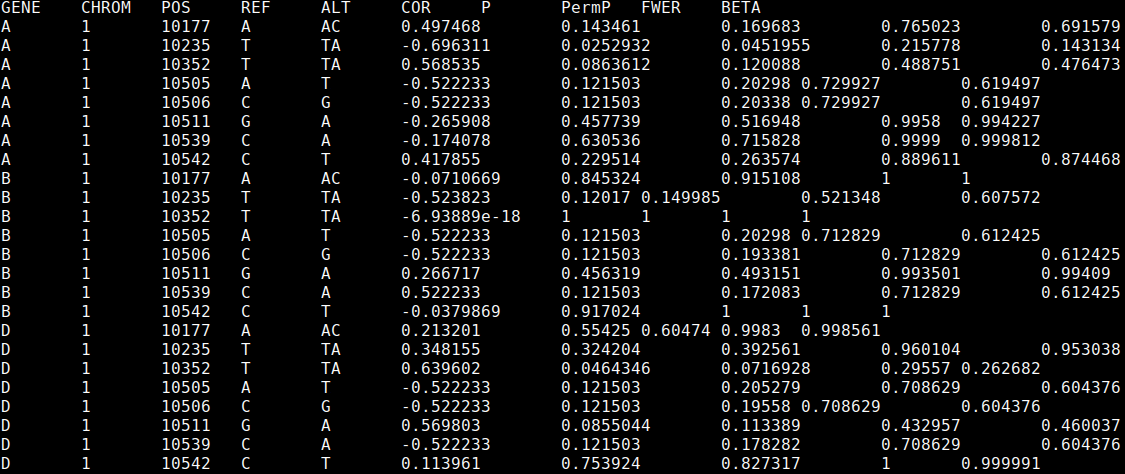 GENE CHROM POS REF ALT COR P PermP FWER BETA
A 1 10177 A AC 0.497468 0.143461 0.169683 0.765023 0.691579
A 1 10235 T TA -0.696311 0.0252932 0.0451955 0.215778 0.143134
A 1 10352 T TA 0.568535 0.0863612 0.120088 0.488751 0.476473
A 1 10505 A T -0.522233 0.121503 0.20298 0.729927 0.619497
A 1 10506 C G -0.522233 0.121503 0.20338 0.729927 0.619497
A 1 10511 G A -0.265908 0.457739 0.516948 0.9958 0.994227
A 1 10539 C A -0.174078 0.630536 0.715828 0.9999 0.999812
A 1 10542 C T 0.417855 0.229514 0.263574 0.889611 0.874468
B 1 10177 A AC -0.0710669 0.845324 0.915108 1 1
B 1 10235 T TA -0.523823 0.12017 0.149985 0.521348 0.607572
B 1 10352 T TA -6.93889e-18 1 1 1 1
B 1 10505 A T -0.522233 0.121503 0.20298 0.712829 0.612425
B 1 10506 C G -0.522233 0.121503 0.193381 0.712829 0.612425
B 1 10511 G A 0.266717 0.456319 0.493151 0.993501 0.99409
B 1 10539 C A 0.522233 0.121503 0.172083 0.712829 0.612425
B 1 10542 C T -0.0379869 0.917024 1 1 1
D 1 10177 A AC 0.213201 0.55425 0.60474 0.9983 0.998561
D 1 10235 T TA 0.348155 0.324204 0.392561 0.960104 0.953038
D 1 10352 T TA 0.639602 0.0464346 0.0716928 0.29557 0.262682
D 1 10505 A T -0.522233 0.121503 0.205279 0.708629 0.604376
D 1 10506 C G -0.522233 0.121503 0.19558 0.708629 0.604376
D 1 10511 G A 0.569803 0.0855044 0.113389 0.432957 0.460037
D 1 10539 C A -0.522233 0.121503 0.178282 0.708629 0.604376
D 1 10542 C T 0.113961 0.753924 0.827317 1 0.999991